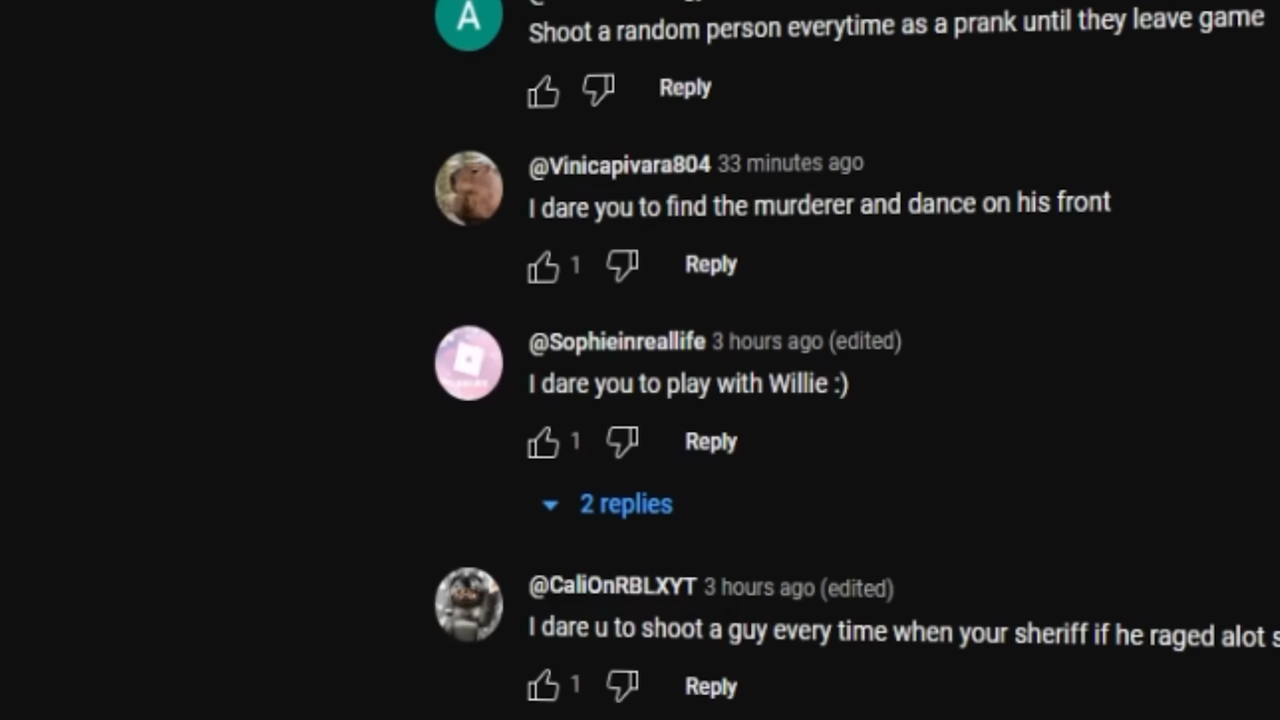 A
Shoot a random person everytime as a prank until they leave game
Reply
@Vinicapivara804 33 minutes ago
I dare you to find the murderer and dance on his front
1 Reply
@Sophieinreallife 3 hours ago (edited)
I dare you to play with Willie :)
1 Reply
2 replies
@CaliOnRBLXYT 3 hours ago (edited)
I dare u to shoot a guy every time when your sheriff if he raged alot s
1 Reply